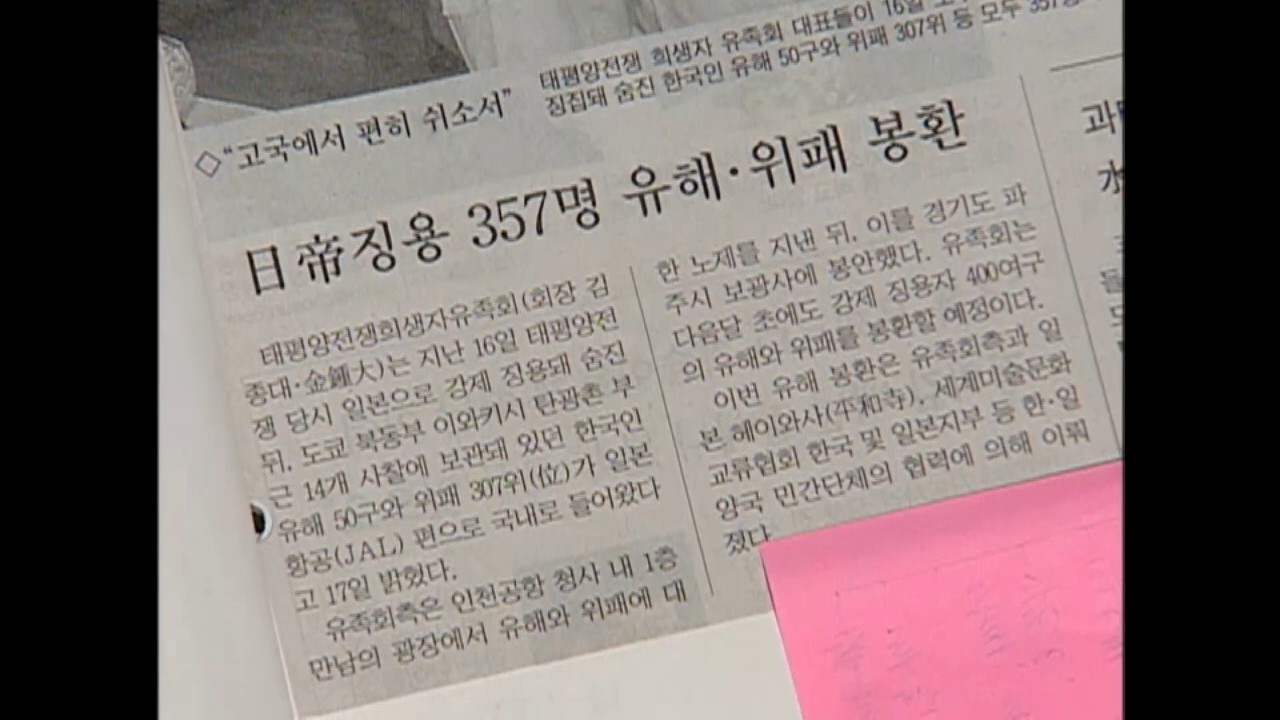 태평양전쟁 희생자 유족회 대표들이 16일
징집돼 숨진 한국인 유해 50구와 위패 307위 등 모두 357명
◇“고국에서 편히 쉬소서”
日帝징용 357명 유해·위패 봉환
태평양전쟁희생자유족회(회장 김
종대·金鍾大)는 지난 16일 태평양전
쟁 당시 일본으로 강제 징용돼 숨진
뒤, 도쿄 북동부 이와키시 탄광촌 부
근 14개 사찰에 보관돼 있던 한국인
유해 50구와 위패 307위(位)가 일본
항공(JAL) 편으로 국내로 들어왔다
고 17일 밝혔다.
유족회측은 인천공항 청사 내 1층
만남의 광장에서 유해와 위패에 대
한 노제를 지낸 뒤, 이를 경기도 파
주시 보광사에 봉안했다. 유족회는
다음달 초에도 강제 징용자 400여구
의 유해와 위패를 봉환할 예정이다.
이번 유해 봉환은 유족회측과 일
본 헤이와사(平和寺), 세계미술문화
교류협회 한국 및 일본지부 등 한·일
양국 민간단체의 협력에 의해 이뤄
졌다
과
水